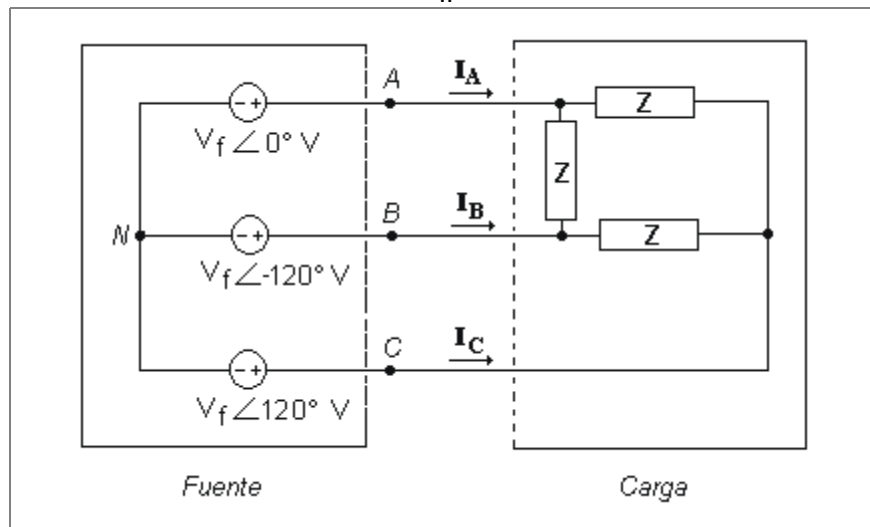 A
I_A
Z
V_f ∠0° V
Z
B
I_B
N
Z
V_f ∠-120° V
C
I_C
V_f ∠120° V
Fuente
Carga